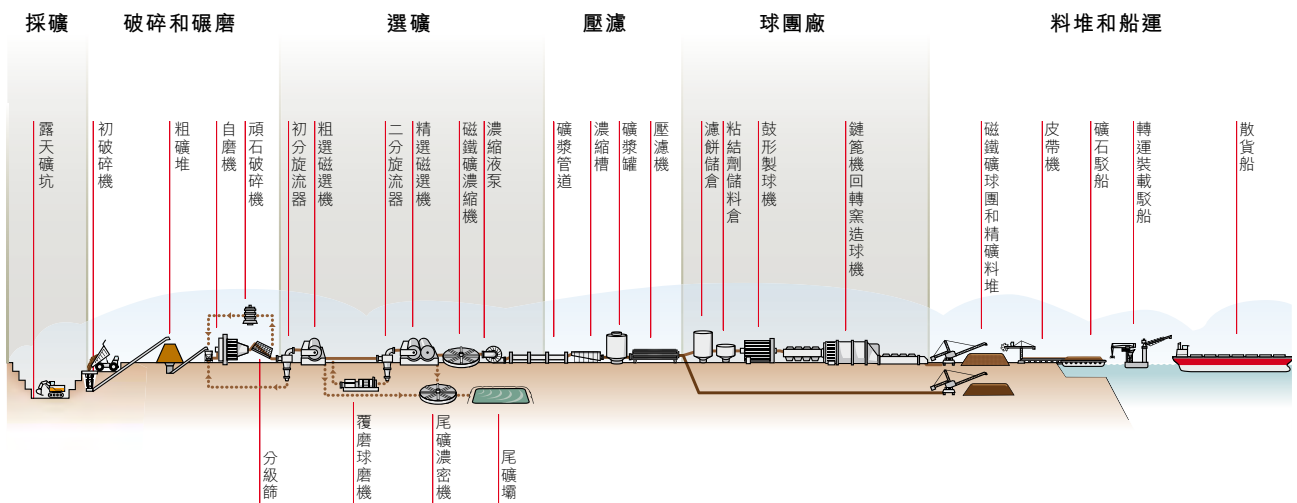 採礦
破碎和碾磨
選礦
壓濾
球團廠
料堆和船運
露天礦坑
初破碎機
粗礦堆
自磨機
頑石破碎機
初分旋流器
粗選磁選機
二分旋流器
精選磁選機
磁鐵礦濃縮機
濃縮液泵
礦漿管道
濃縮槽
礦漿罐
壓濾機
濾餅儲倉
粘結劑儲料倉
鼓形製球機
鏈篦機回轉窯造球機
磁鐵礦球團和精礦料堆
皮帶機
礦石駁船
轉運裝載駁船
散貨船
分級篩
覆磨球磨機
尾礦濃密機
尾礦壩